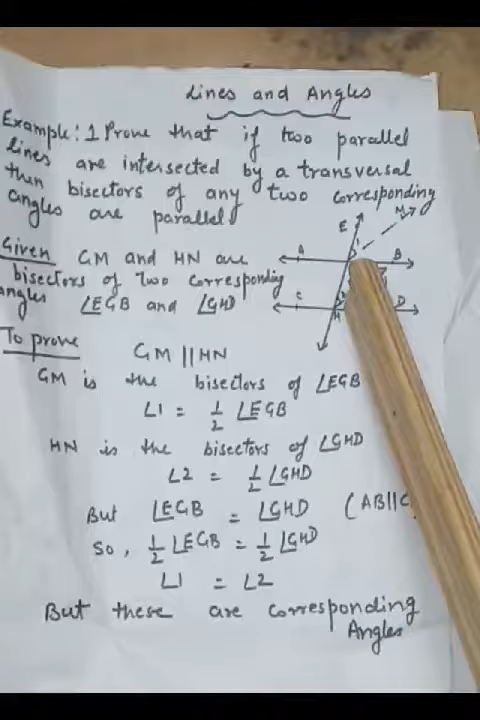 Lines and Angles
Example: 1 Prove that if two parallel
lines are intersected by a transversal
then bisectors of any two corresponding
angles are parallel
E M
Given GM and HN are
A B
bisectors of two corresponding
angles ∠EGB and ∠GHD
C D
H
To prove GM || HN
GM is the bisectors of ∠EGB
∠1 = 1/2 ∠EGB
HN is the bisectors of ∠GHD
∠2 = 1/2 ∠GHD
But ∠EGB = ∠GHD (AB||C
So, 1/2 ∠EGB = 1/2 ∠GHD
∠1 = ∠2
But these are corresponding
Angles